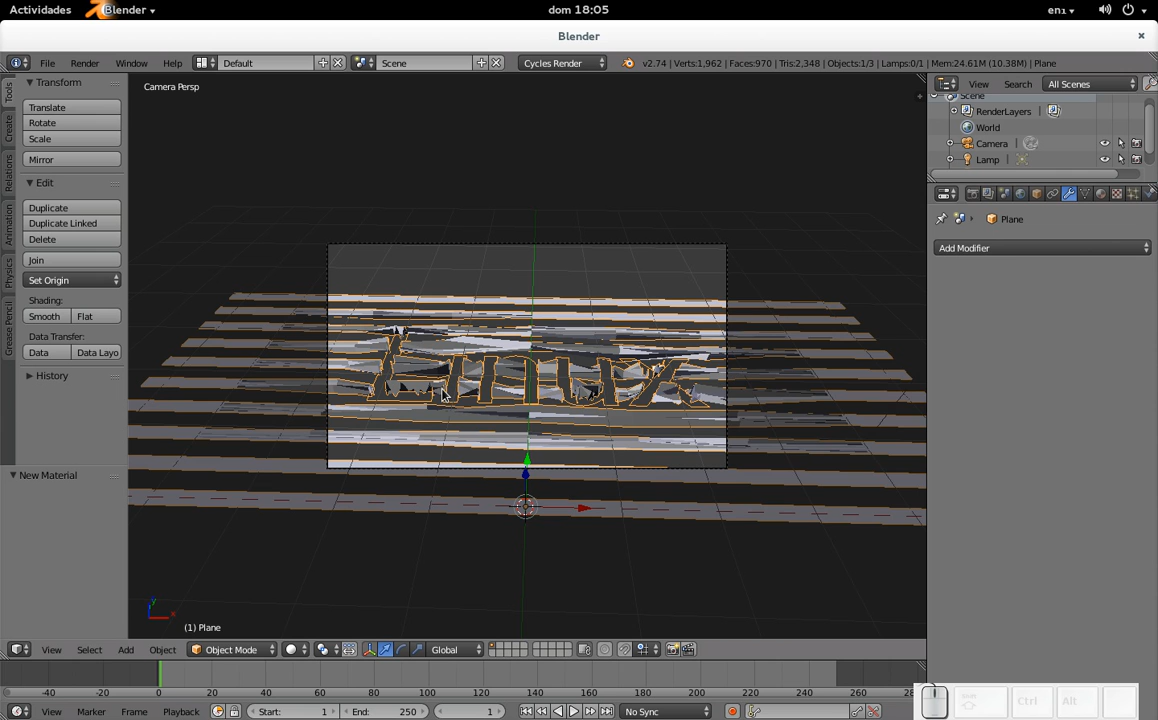 Actividades Blender dom 18:05 en1
Blender
File Render Window Help Default Scene Cycles Render v2.74 | Verts:1,962 | Faces:970 | Tris:2,348 | Objects:1/3 | Lamps:0/1 | Mem:24.61M (10.38M) | Plane
Tools
Create
Relations
Animation
Physics
Grease Pencil
Transform
Translate
Rotate
Scale
Mirror
Edit
Duplicate
Duplicate Linked
Delete
Join
Set Origin
Shading:
Smooth Flat
Data Transfer:
Data Data Layo
History
New Material
Camera Persp
(1) Plane
View Search All Scenes
Scene
RenderLayers
World
Camera
Lamp
Plane
Add Modifier
View Select Add Object Object Mode Global
-40 -20 0 20 40 60 80 100 120 140 160 180 200 220 240 260
View Marker Frame Playback Start: 1 End: 250 1 No Sync
Ctrl Alt